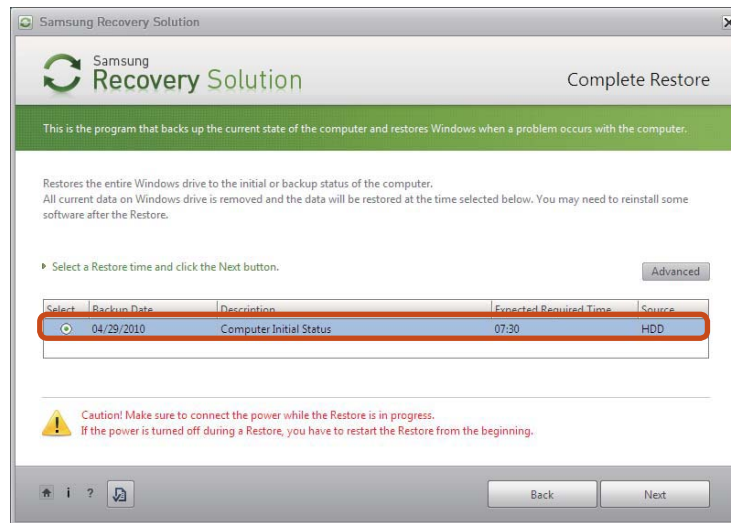 Samsung Recovery Solution
Samsung
Recovery Solution
Complete Restore
This is the program that backs up the current state of the computer and restores Windows when a problem occurs with the computer.
Restores the entire Windows drive to the initial or backup status of the computer.
All current data on Windows drive is removed and the data will be restored at the time selected below. You may need to reinstall some
software after the Restore.
Select a Restore time and click the Next button.
Advanced
Select Backup Date Description Expected Required Time Source
04/29/2010 Computer Initial Status 07:30 HDD
Caution! Make sure to connect the power while the Restore is in progress.
If the power is turned off during a Restore, you have to restart the Restore from the beginning.
i ? Back Next